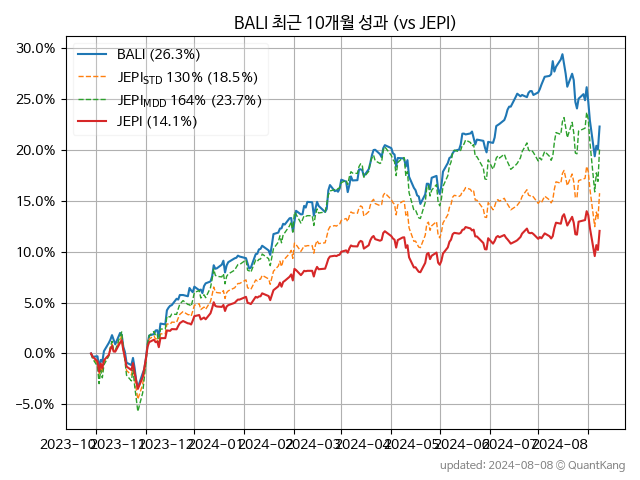 BALI 최근 10개월 성과 (vs JEPI)
30.0%
25.0%
20.0%
15.0%
10.0%
5.0%
0.0%
−5.0%
BALI (26.3%)
JEPI_STD 130% (18.5%)
JEPI_MDD 164% (23.7%)
JEPI (14.1%)
2023-10 2023-11 2023-12 2024-01 2024-02 2024-03 2024-04 2024-05 2024-06 2024-07 2024-08
updated: 2024-08-08 © QuantKang